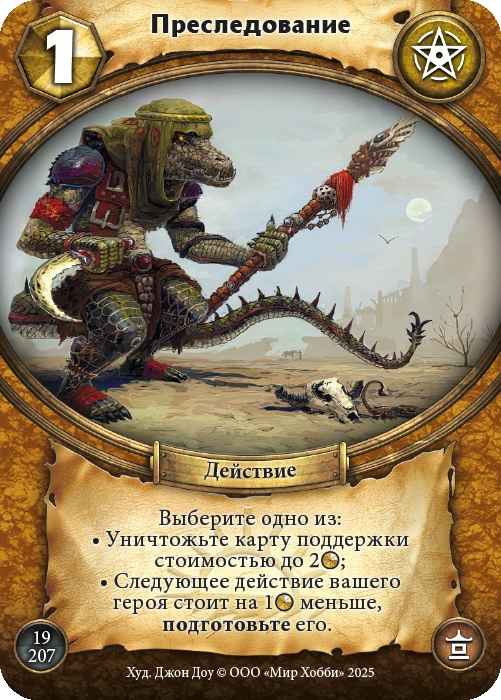 1
Преследование
Действие
Выберите одно из:
• Уничтожьте карту поддержки
стоимостью до 2;
• Следующее действие вашего
героя стоит на 1 меньше,
подготовьте его.
19
207
Худ. Джон Доу © ООО «Мир Хобби» 2025